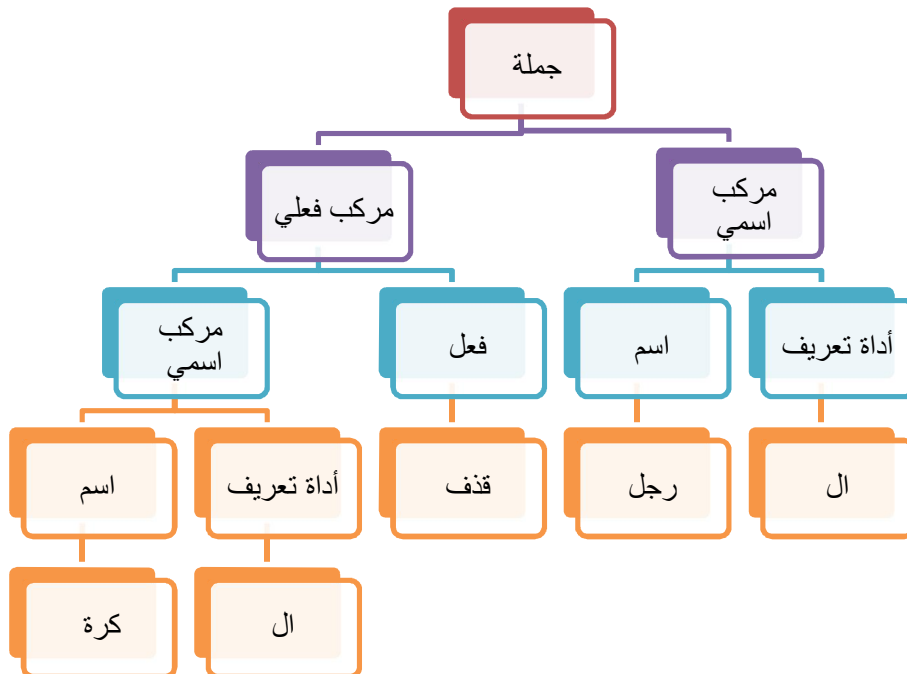 جملة
مركب
اسمي
مركب فعلي
أداة تعريف
اسم
فعل
مركب
اسمي
ال
رجل
قذف
أداة تعريف
اسم
ال
كرة